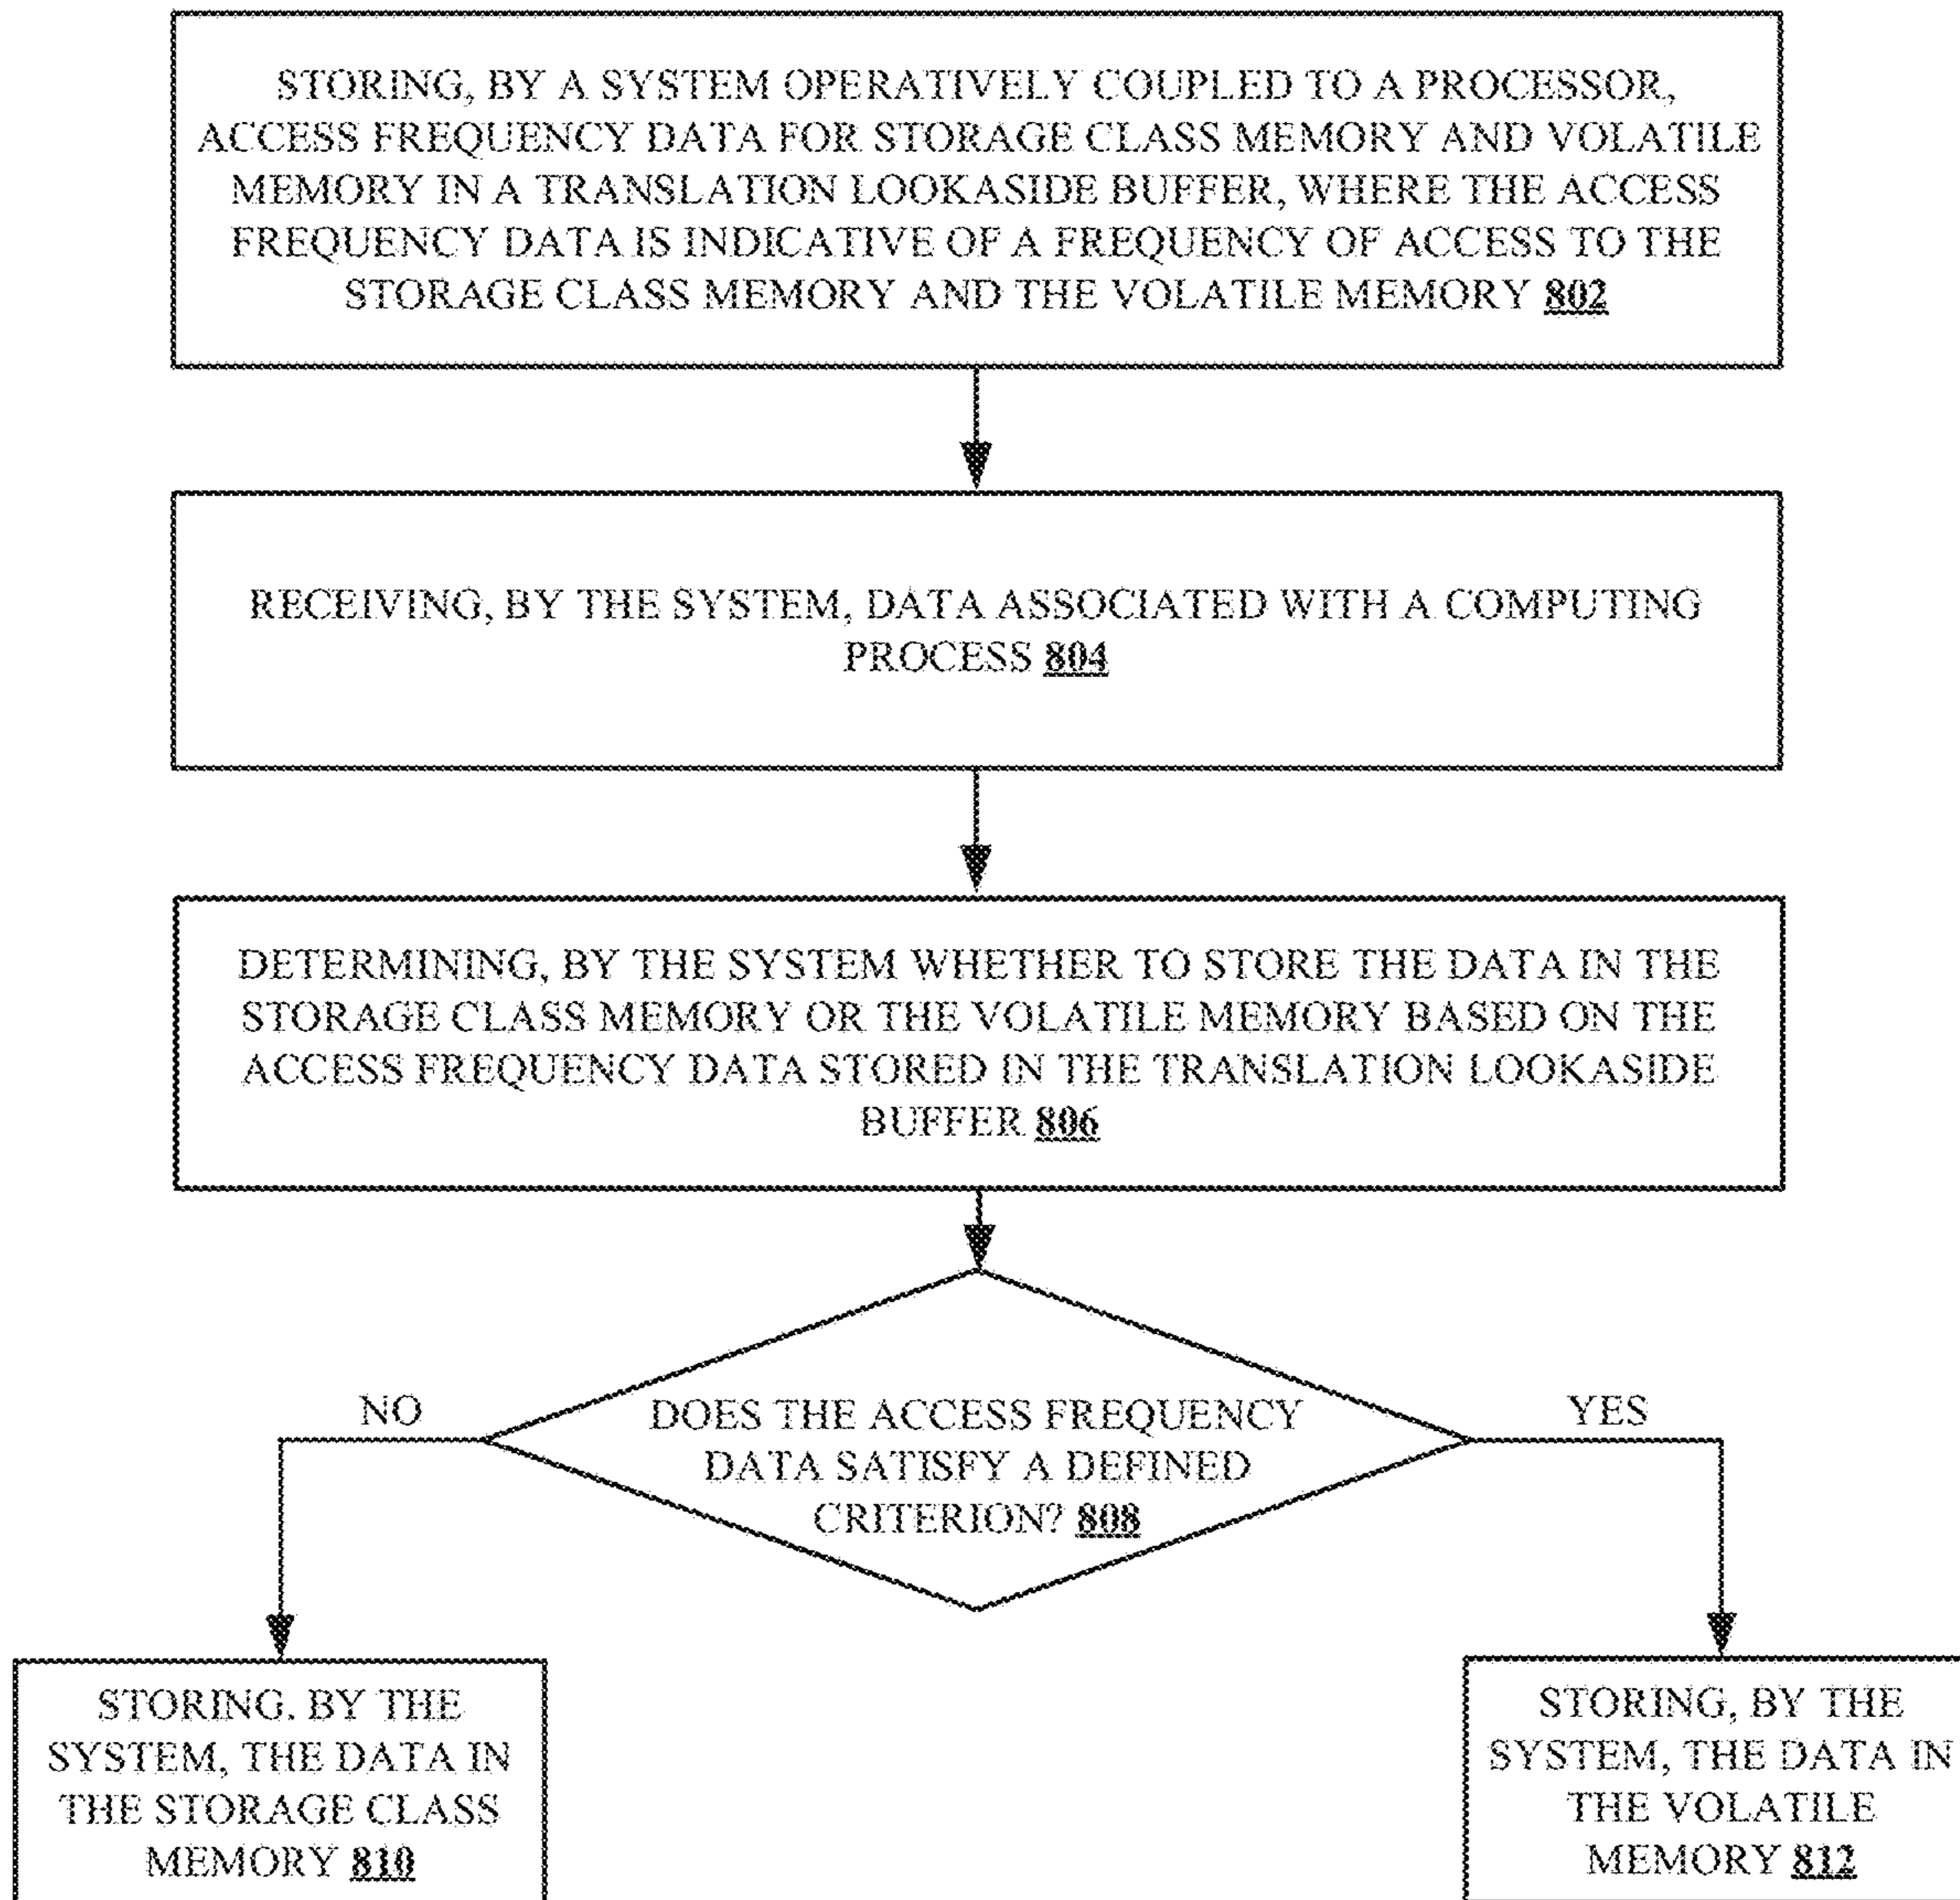 STORING, BY A SYSTEM OPERATIVELY COUPLED TO A PROCESSOR,
ACCESS FREQUENCY DATA FOR STORAGE CLASS MEMORY AND VOLATILE
MEMORY IN A TRANSLATION LOOKASIDE BUFFER, WHERE THE ACCESS
FREQUENCY DATA IS INDICATIVE OF A FREQUENCY OF ACCESS TO THE
STORAGE CLASS MEMORY AND THE VOLATILE MEMORY 802
RECEIVING, BY THE SYSTEM, DATA ASSOCIATED WITH A COMPUTING
PROCESS 804
DETERMINING, BY THE SYSTEM WHETHER TO STORE THE DATA IN THE
STORAGE CLASS MEMORY OR THE VOLATILE MEMORY BASED ON THE
ACCESS FREQUENCY DATA STORED IN THE TRANSLATION LOOKASIDE
BUFFER 806
NO
YES
DOES THE ACCESS FREQUENCY
DATA SATISFY A DEFINED
CRITERION? 808
STORING. BY THE
SYSTEM, THE DATA IN
THE STORAGE CLASS
MEMORY 810
STORING, BY THE
SYSTEM, THE DATA IN
THE VOLATILE
MEMORY 812